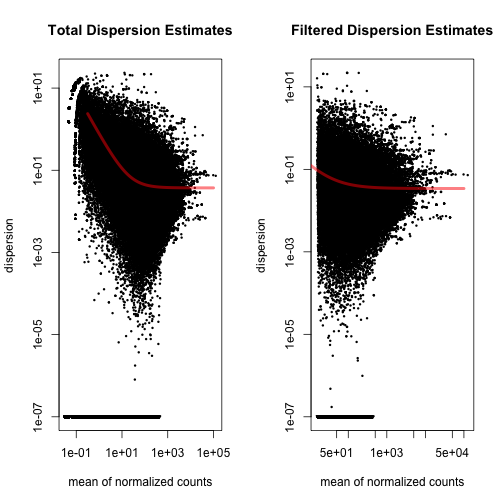 Total Dispersion Estimates
dispersion
1e+01
1e-01
1e-03
1e-05
1e-07
1e-01 1e+01 1e+03 1e+05
mean of normalized counts
Filtered Dispersion Estimates
dispersion
1e+01
1e-01
1e-03
1e-05
1e-07
5e+01 1e+03 5e+04
mean of normalized counts